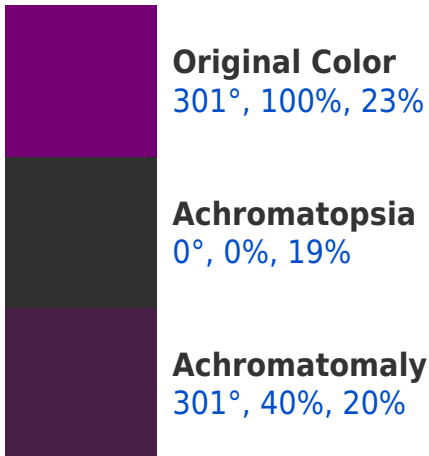 Original Color
301°, 100%, 23%
Achromatopsia
0°, 0%, 19%
Achromatomaly
301°, 40%, 20%